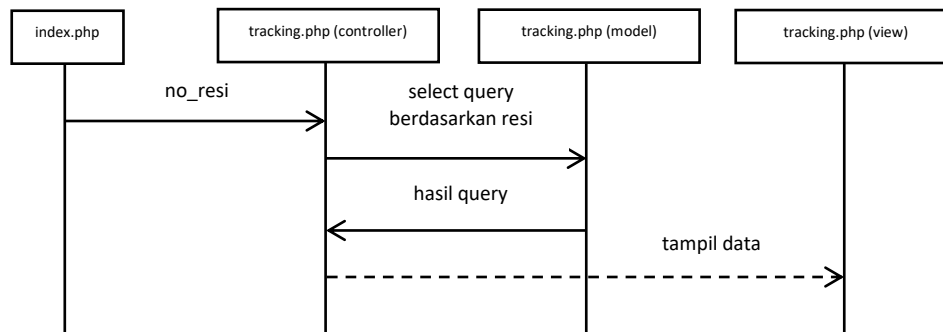 index.php
tracking.php (controller)
tracking.php (model)
tracking.php (view)
no_resi
select query
berdasarkan resi
hasil query
tampil data